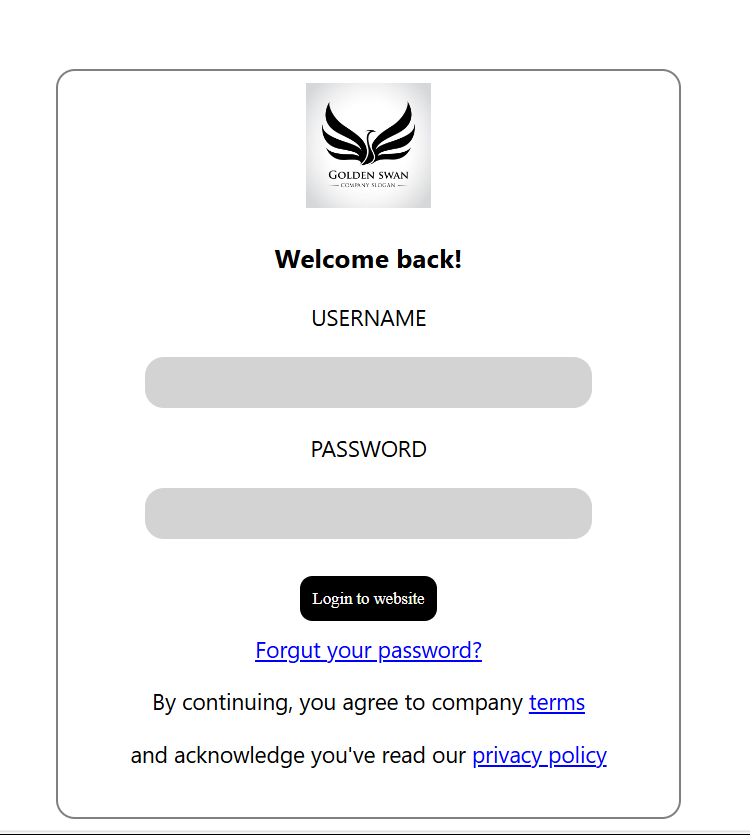 GOLDEN SWAN
COMPANY SLOGAN
Welcome back!
USERNAME
PASSWORD
Login to website
Forgut your password?
By continuing, you agree to company terms
and acknowledge you've read our privacy policy